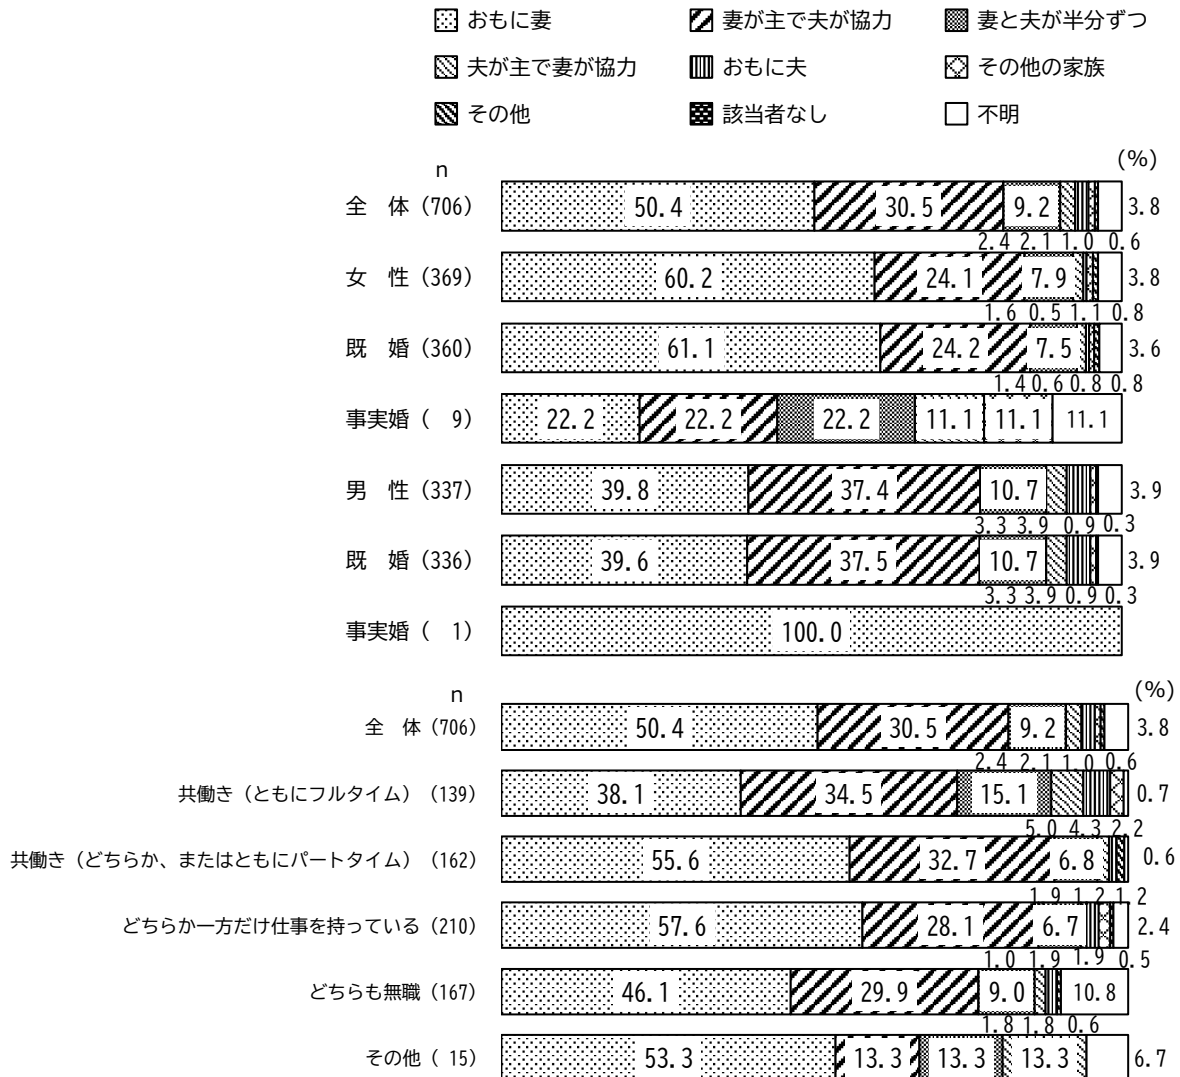 おもに妻 妻が主で夫が協力 妻と夫が半分ずつ
夫が主で妻が協力 おもに夫 その他の家族
その他 該当者なし 不明
n (%)
全 体 (706) 50.4 30.5 9.2 3.8
2.4 2.1 1.0 0.6
女 性 (369) 60.2 24.1 7.9 3.8
1.6 0.5 1.1 0.8
既 婚 (360) 61.1 24.2 7.5 3.6
1.4 0.6 0.8 0.8
事実婚 ( 9) 22.2 22.2 22.2 11.1 11.1 11.1
男 性 (337) 39.8 37.4 10.7 3.9
3.3 3.9 0.9 0.3
既 婚 (336) 39.6 37.5 10.7 3.9
3.3 3.9 0.9 0.3
事実婚 ( 1) 100.0
n (%)
全 体 (706) 50.4 30.5 9.2 3.8
2.4 2.1 1.0 0.6
共働き(ともにフルタイム) (139) 38.1 34.5 15.1 0.7
5.0 4.3 2.2
共働き(どちらか、またはともにパートタイム) (162) 55.6 32.7 6.8 0.6
1.9 1.2 1.2
どちらか一方だけ仕事を持っている (210) 57.6 28.1 6.7 2.4
1.0 1.9 1.9 0.5
どちらも無職 (167) 46.1 29.9 9.0 10.8
1.8 1.8 0.6
その他 ( 15) 53.3 13.3 13.3 13.3 6.7